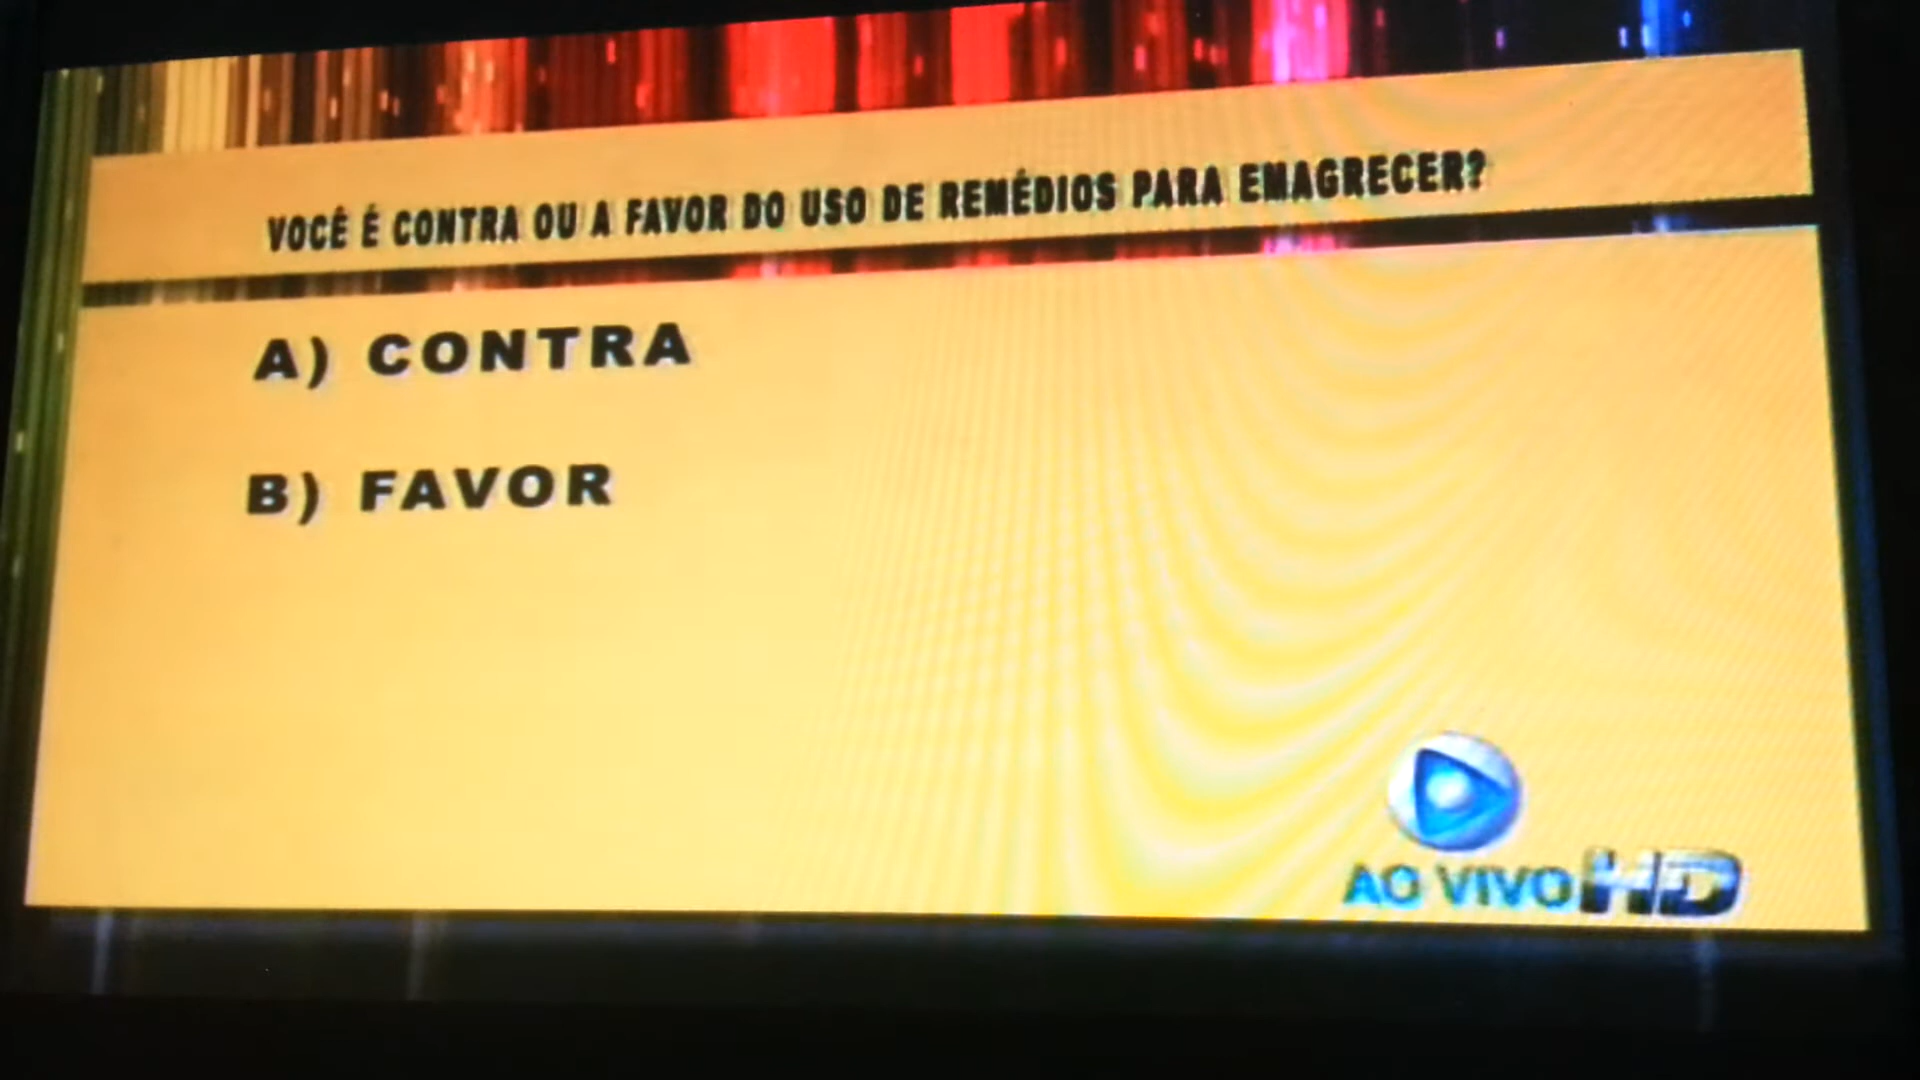 VOCÊ É CONTRA OU A FAVOR DO USO DE REMÉDIOS PARA EMAGRECER?
A) CONTRA
B) FAVOR
AO VIVO HD